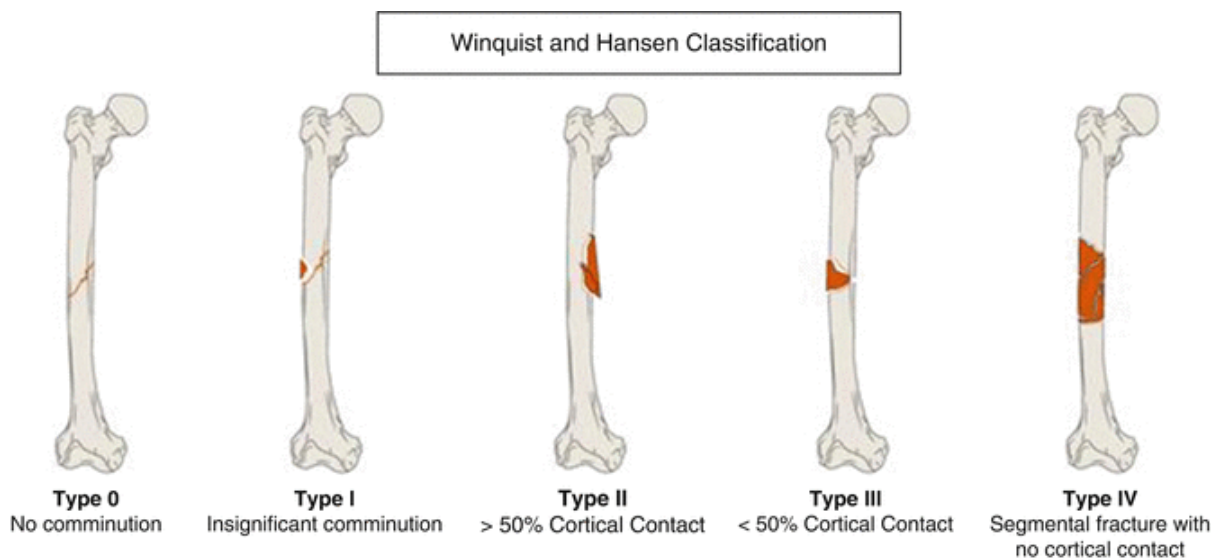 Winquist and Hansen Classification
Type 0
No comminution
Type I
Insignificant comminution
Type II
> 50% Cortical Contact
Type III
< 50% Cortical Contact
Type IV
Segmental fracture with
no cortical contact